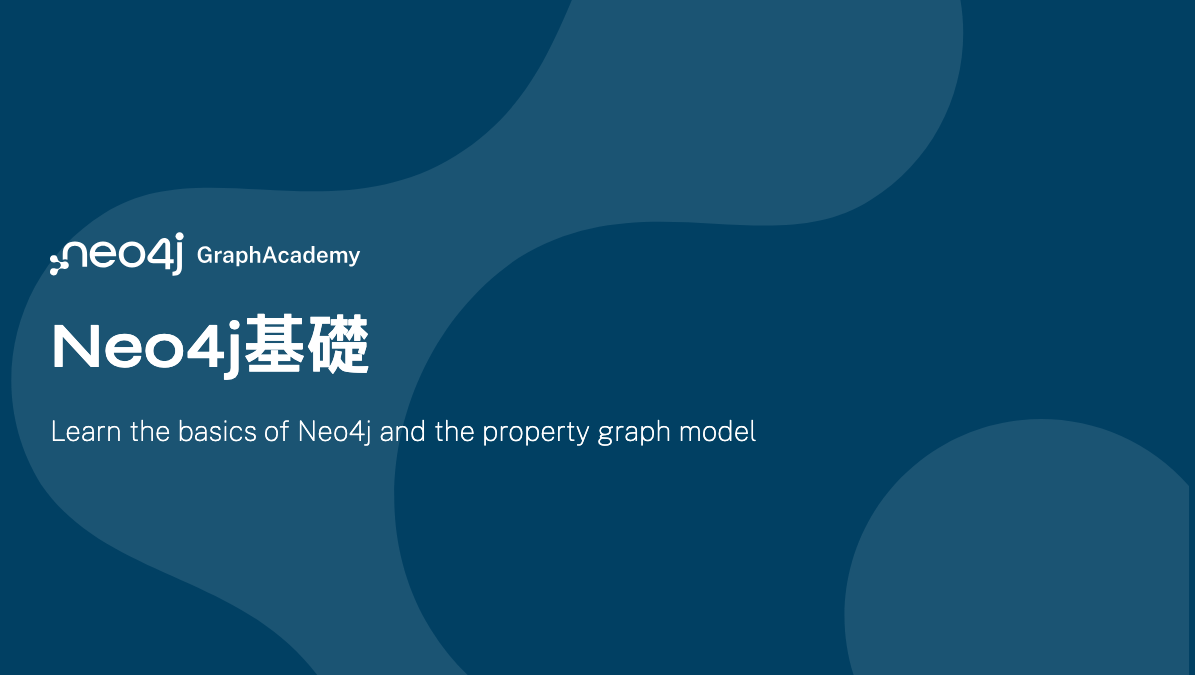 neo4j GraphAcademy
Neo4j基礎
Learn the basics of Neo4j and the property graph model